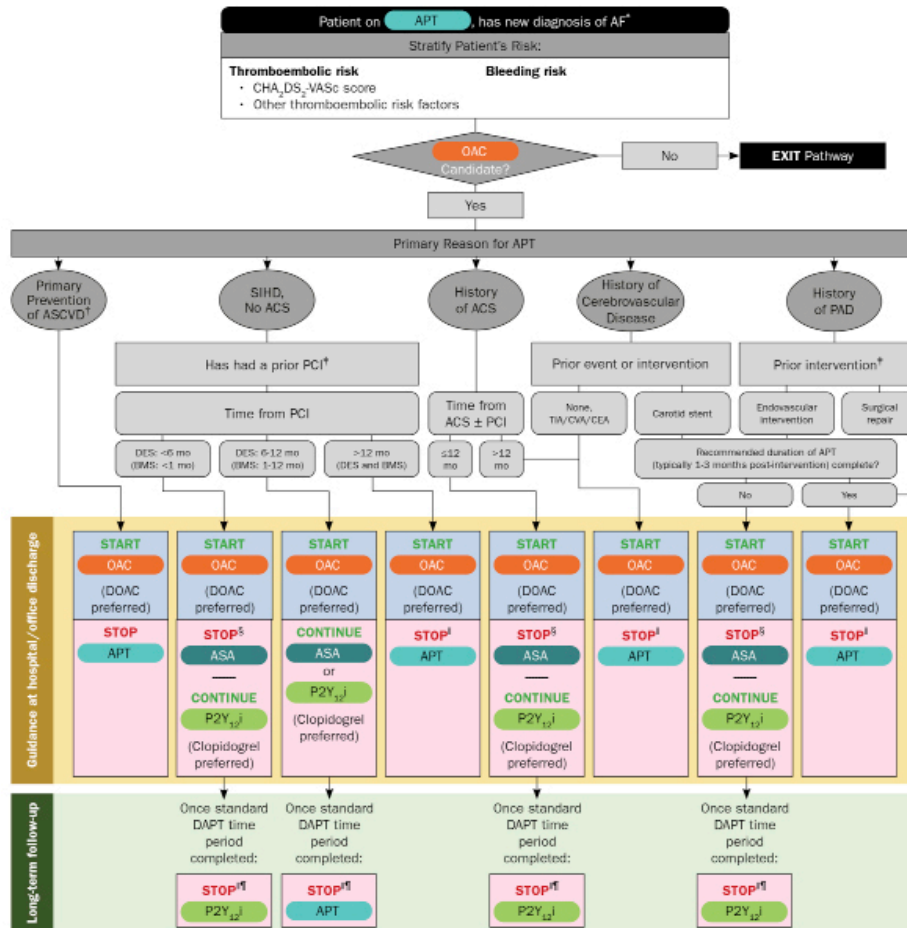 Patient on APT, has new diagnosis of AF*
Stratify Patient's Risk:
Thromboembolic risk
• CHA₂DS₂-VASc score
• Other thromboembolic risk factors
Bleeding risk
OAC
Candidate?
No
EXIT Pathway
Yes
Primary Reason for APT
Primary
Prevention
of ASCVD†
SIHD,
No ACS
History
of ACS
History of
Cerebrovascular
Disease
History
of PAD
Has had a prior PCI‡
Prior event or intervention
Prior intervention‡
Time from PCI
Time from
ACS ± PCI
None,
TIA/CVA/CEA
Carotid stent
Endovascular
intervention
Surgical
repair
DES: <6 mo
(BMS: <1 mo)
DES: 6-12 mo
(BMS: 1-12 mo)
>12 mo
(DES and BMS)
≤12
mo
>12
mo
Recommended duration of APT
(typically 1-3 months post-intervention) complete?
No
Yes
Guidance at hospital/office discharge
START
OAC
(DOAC
preferred)
STOP
APT
START
OAC
(DOAC
preferred)
STOP§
ASA
CONTINUE
P2Y₁₂i
(Clopidogrel
preferred)
START
OAC
(DOAC
preferred)
CONTINUE
ASA
or
P2Y₁₂i
(Clopidogrel
preferred)
START
OAC
(DOAC
preferred)
STOP‖
APT
START
OAC
(DOAC
preferred)
STOP§
ASA
CONTINUE
P2Y₁₂i
(Clopidogrel
preferred)
START
OAC
(DOAC
preferred)
STOP‖
APT
START
OAC
(DOAC
preferred)
STOP§
ASA
CONTINUE
P2Y₁₂i
(Clopidogrel
preferred)
START
OAC
(DOAC
preferred)
STOP‖
APT
Long-term follow-up
Once standard
DAPT time
period
completed:
STOP‖¶
P2Y₁₂i
Once standard
DAPT time
period
completed:
STOP‖¶
APT
Once standard
DAPT time
period
completed:
STOP‖¶
P2Y₁₂i
Once standard
DAPT time
period
completed:
STOP‖¶
P2Y₁₂i